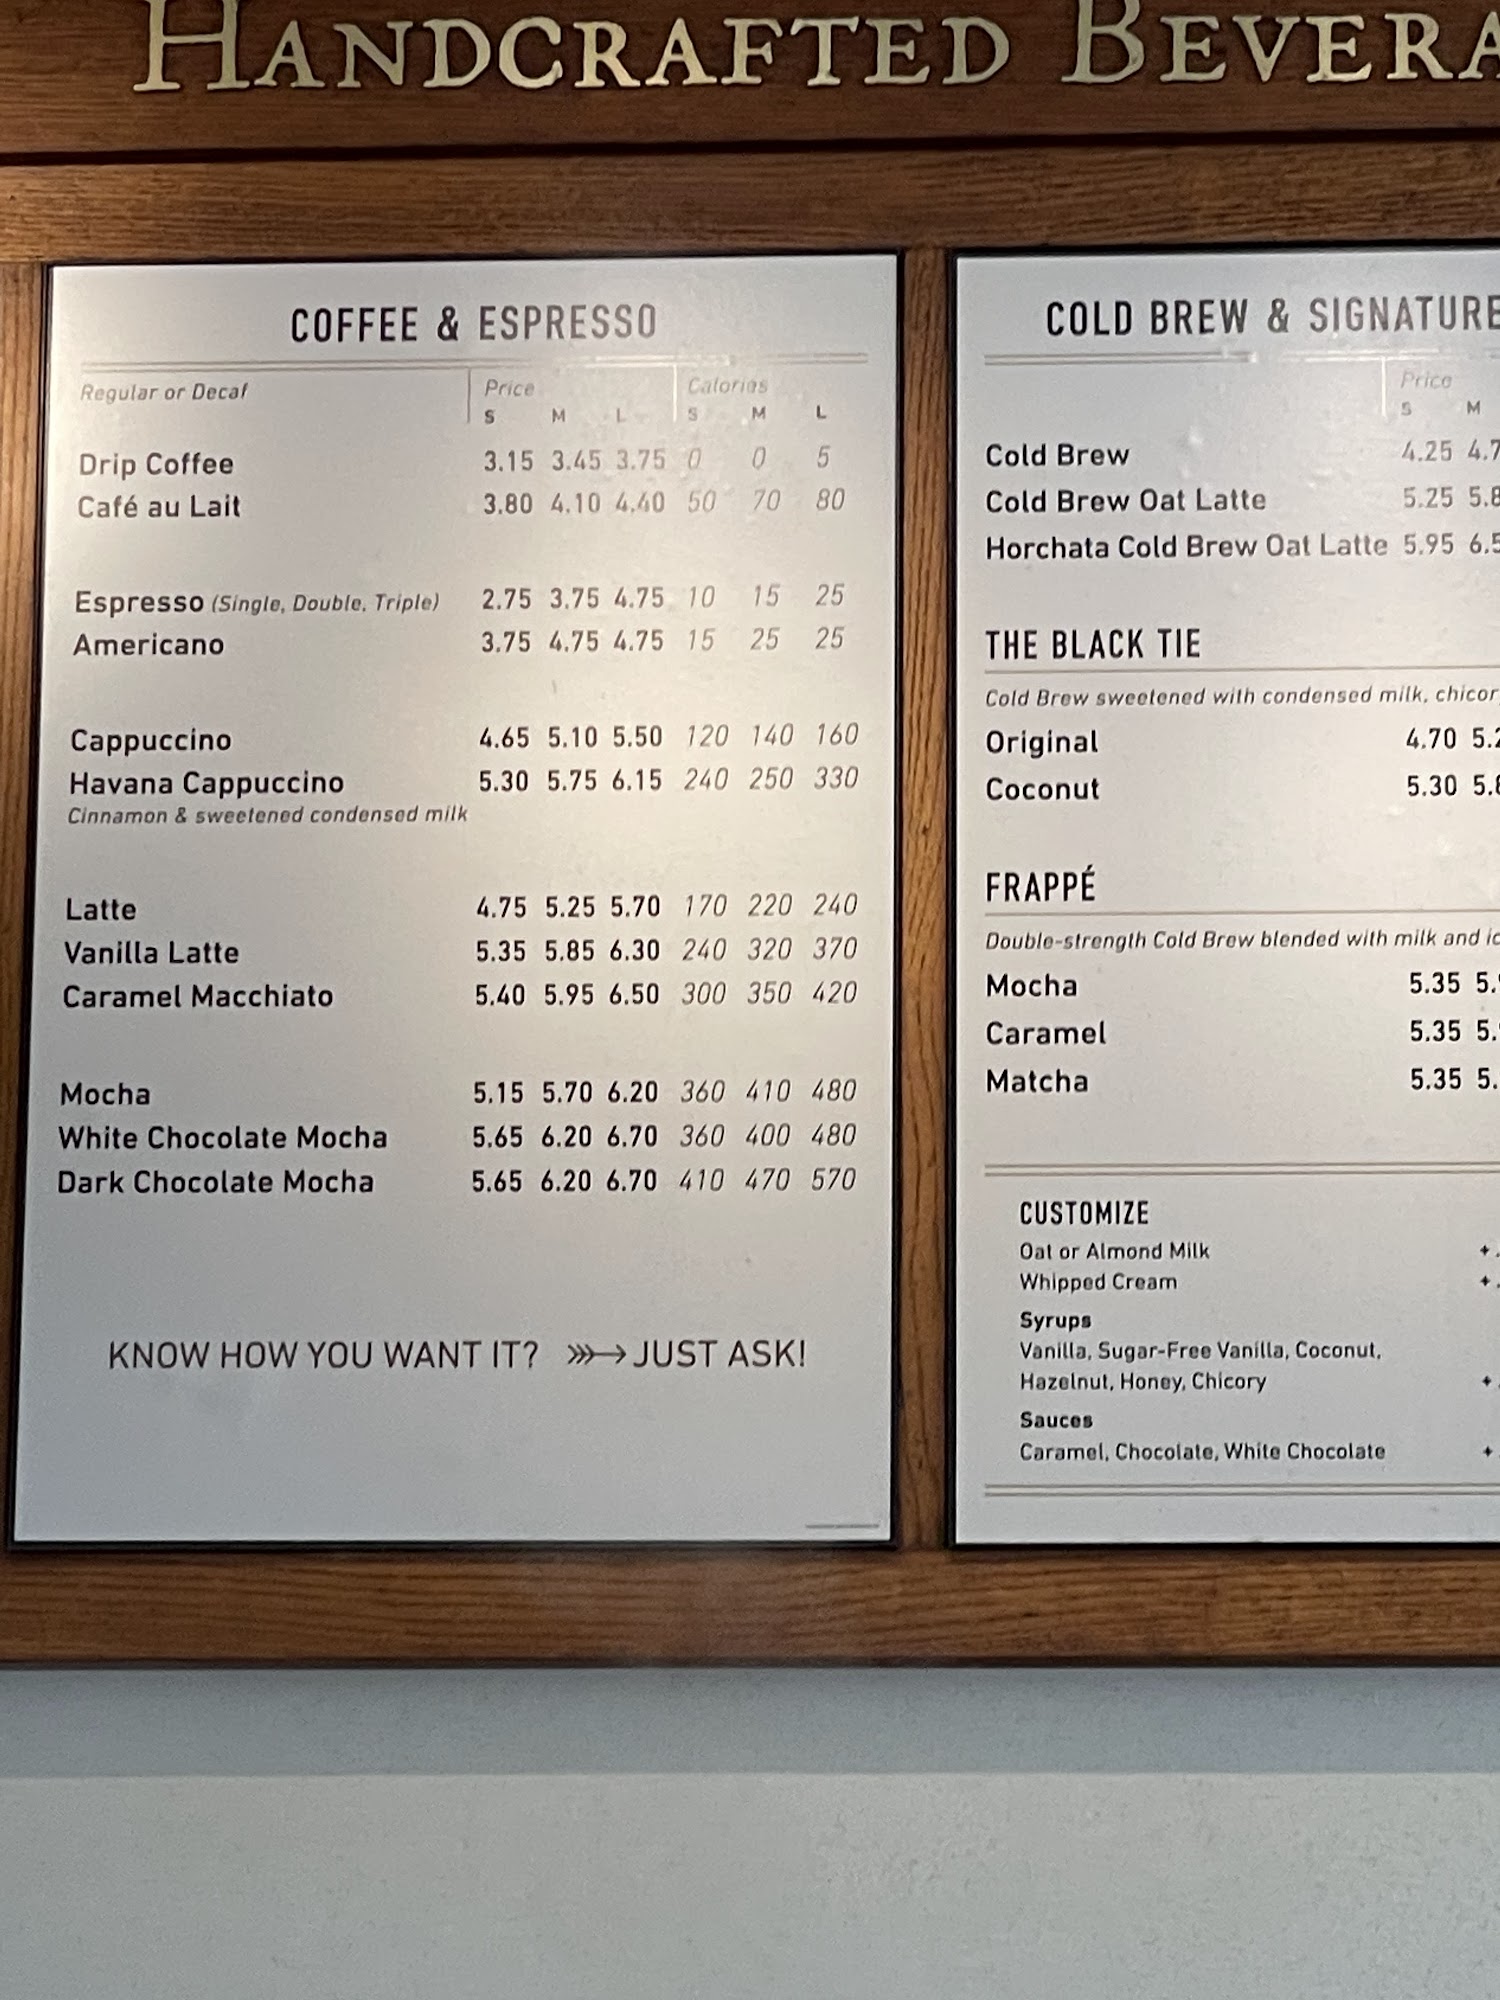 HANDCRAFTED
COFFEE & ESPRESSO
Regular or Decaf Price Calories
S M L S M L
Drip Coffee 3.15 3.45 3.75 0 0 5
Café au Lait 3.80 4.10 4.40 50 70 80
Espresso (Single, Double, Triple) 2.75 3.75 4.75 10 15 25
Americano 3.75 4.75 4.75 15 25 25
Cappuccino 4.65 5.10 5.50 120 140 160
Havana Cappuccino 5.30 5.75 6.15 240 250 330
Cinnamon & sweetened condensed milk
Latte 4.75 5.25 5.70 170 220 240
Vanilla Latte 5.35 5.85 6.30 240 320 370
Caramel Macchiato 5.40 5.95 6.50 300 350 420
Mocha 5.15 5.70 6.20 360 410 480
White Chocolate Mocha 5.65 6.20 6.70 360 400 480
Dark Chocolate Mocha 5.65 6.20 6.70 410 470 570
KNOW HOW YOU WANT IT? JUST ASK!
COLD BREW & SIGNATURE
Price
S M
Cold Brew 4.25
Cold Brew Oat Latte 5.25
Horchata Cold Brew Oat Latte 5.95
THE BLACK TIE
Cold Brew sweetened with condensed milk,
Original 4.70
Coconut 5.30
FRAPPÉ
Double-strength Cold Brew blended with milk and
Mocha 5.35
Caramel 5.35
Matcha 5.35
CUSTOMIZE
Oat or Almond Milk +
Whipped Cream +
Syrups
Vanilla, Sugar-Free Vanilla, Coconut,
Hazelnut, Honey, Chicory +
Sauces
Caramel, Chocolate, White Chocolate +